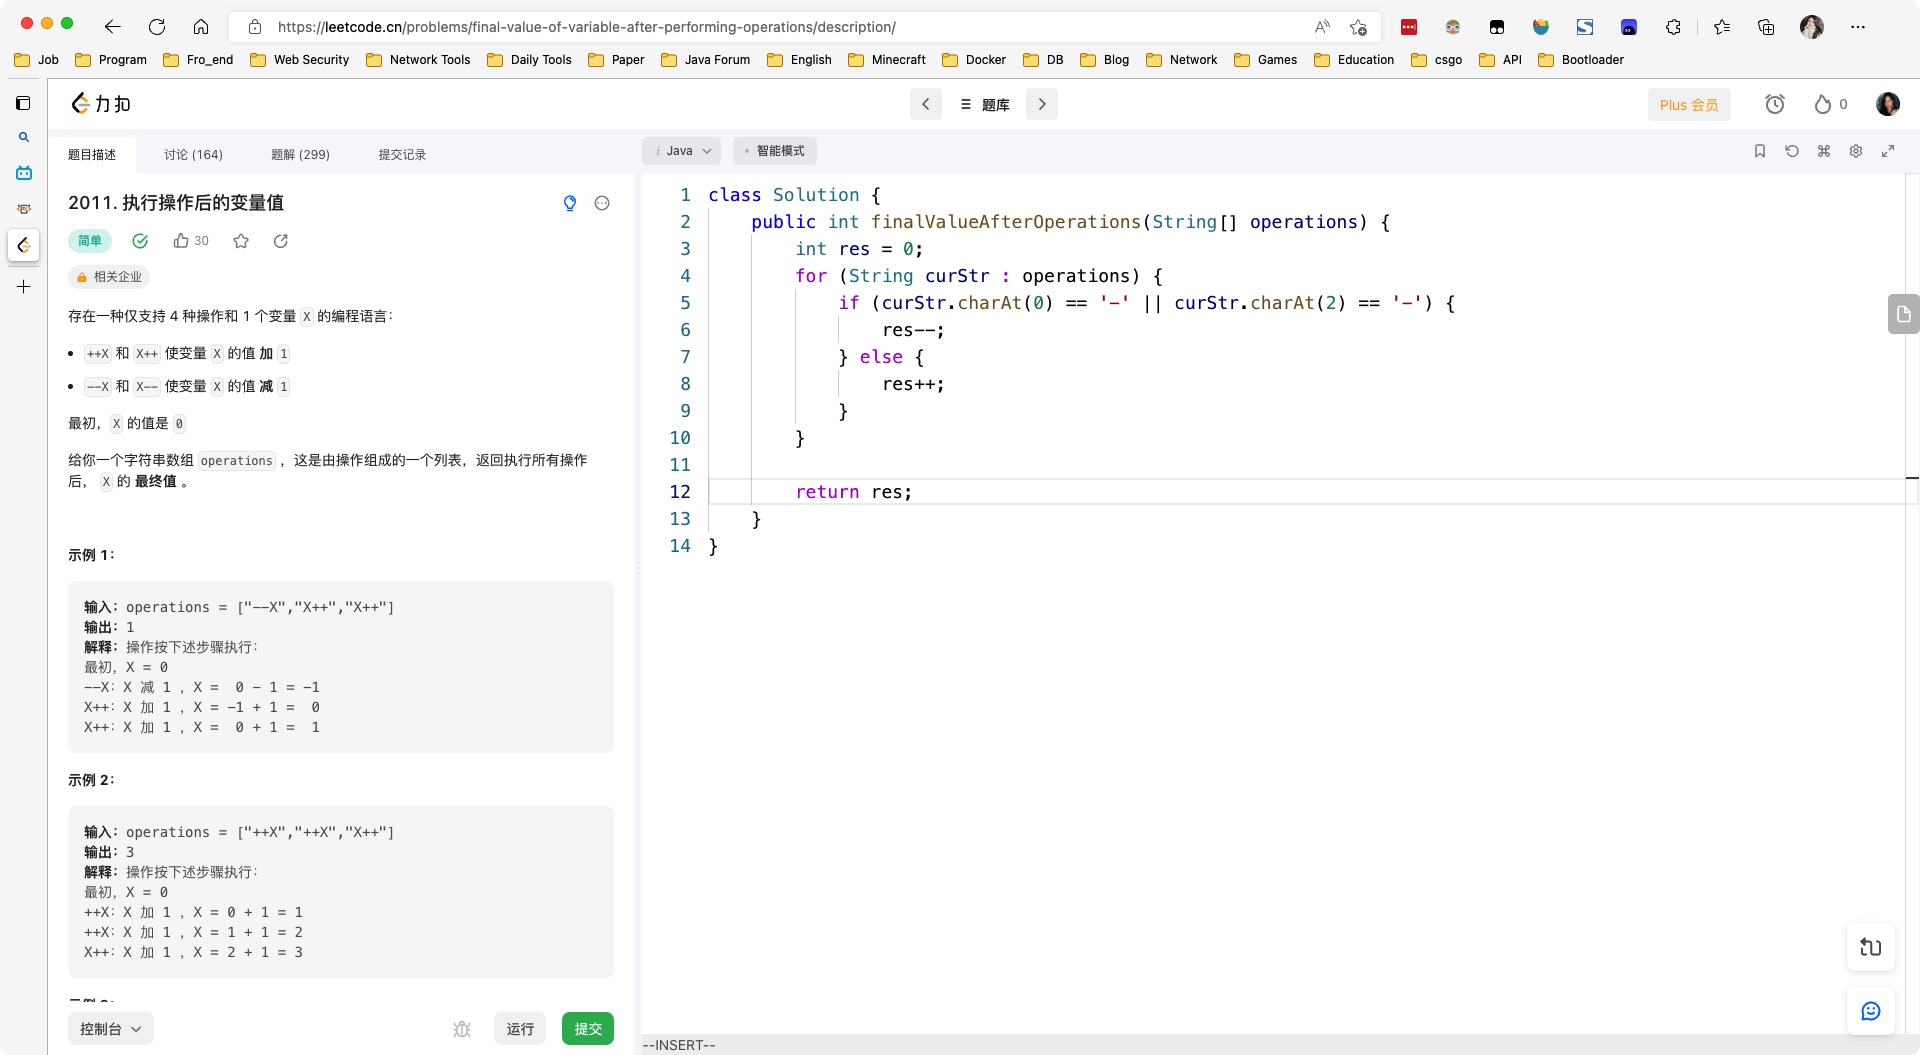 https://leetcode.cn/problems/final-value-of-variable-after-performing-operations/description/
Job Program Fro_end Web Security Network Tools Daily Tools Paper Java Forum English Minecraft Docker DB Blog Network Games Education csgo API Bootloader
力扣
题库
Plus 会员
0
题目描述 讨论 (164) 题解 (299) 提交记录
Java
智能模式
2011. 执行操作后的变量值
简单
30
相关企业
存在一种仅支持 4 种操作和 1 个变量 X 的编程语言：
++X 和 X++ 使变量 X 的值 加 1
--X 和 X-- 使变量 X 的值 减 1
最初，X 的值是 0
给你一个字符串数组 operations ，这是由操作组成的一个列表，返回执行所有操作
后， X 的 最终值 。
示例 1：
输入：operations = ["--X","X++","X++"]
输出：1
解释：操作按下述步骤执行：
最初，X = 0
--X：X 减 1 ，X =  0 - 1 = -1
X++：X 加 1 ，X = -1 + 1 =  0
X++：X 加 1 ，X =  0 + 1 =  1
示例 2：
输入：operations = ["++X","++X","X++"]
输出：3
解释：操作按下述步骤执行：
最初，X = 0
++X：X 加 1 ，X = 0 + 1 = 1
++X：X 加 1 ，X = 1 + 1 = 2
X++：X 加 1 ，X = 2 + 1 = 3
控制台
运行
提交
1 class Solution {
2     public int finalValueAfterOperations(String[] operations) {
3         int res = 0;
4         for (String curStr : operations) {
5             if (curStr.charAt(0) == '-' || curStr.charAt(2) == '-') {
6                 res--;
7             } else {
8                 res++;
9             }
10         }
11
12         return res;
13     }
14 }
--INSERT--